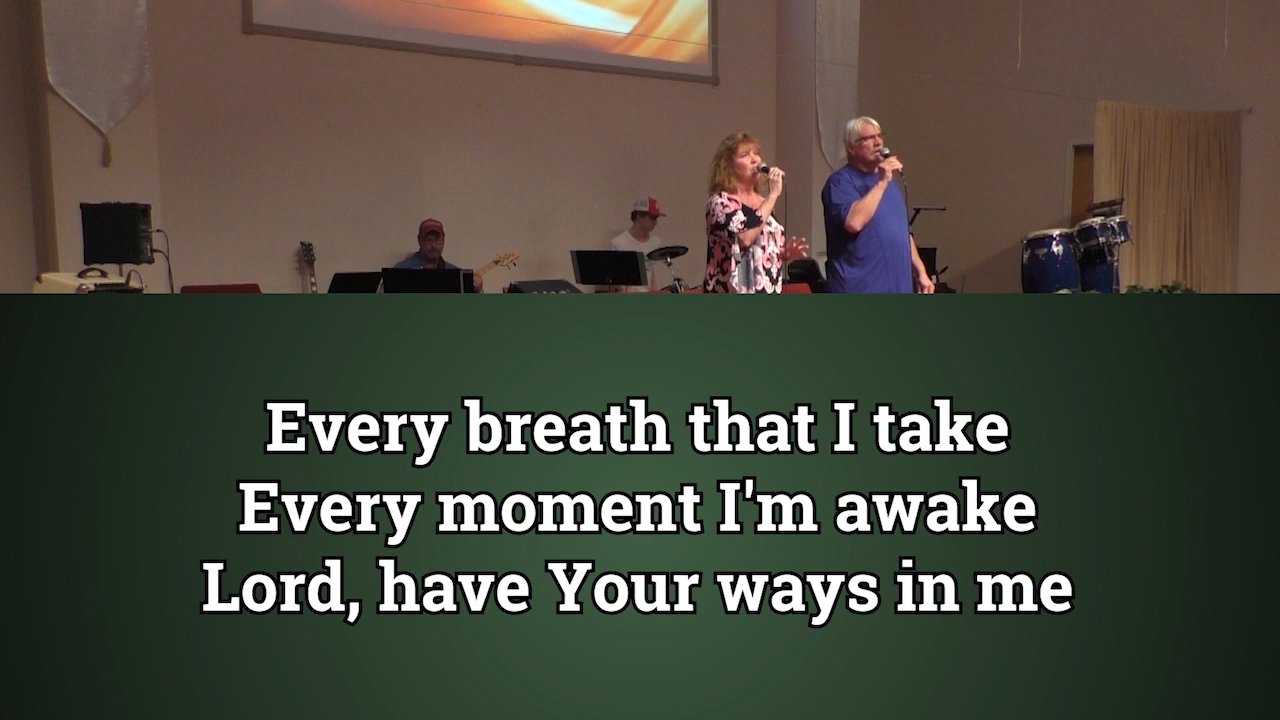 Every breath that I take
Every moment I'm awake
Lord, have Your ways in me